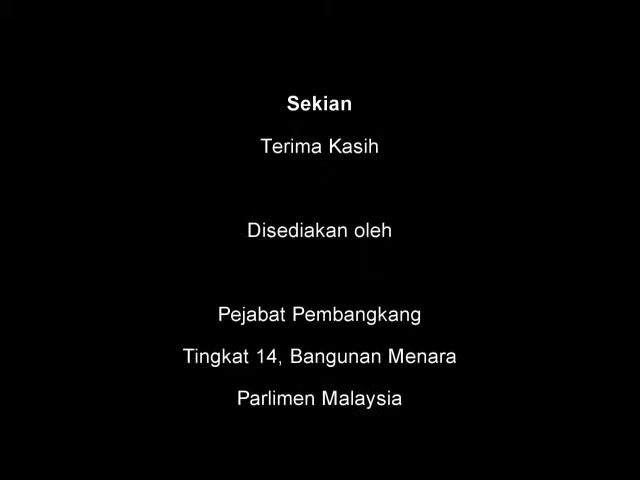 Sekian
Terima Kasih
Disediakan oleh
Pejabat Pembangkang
Tingkat 14, Bangunan Menara
Parlimen Malaysia